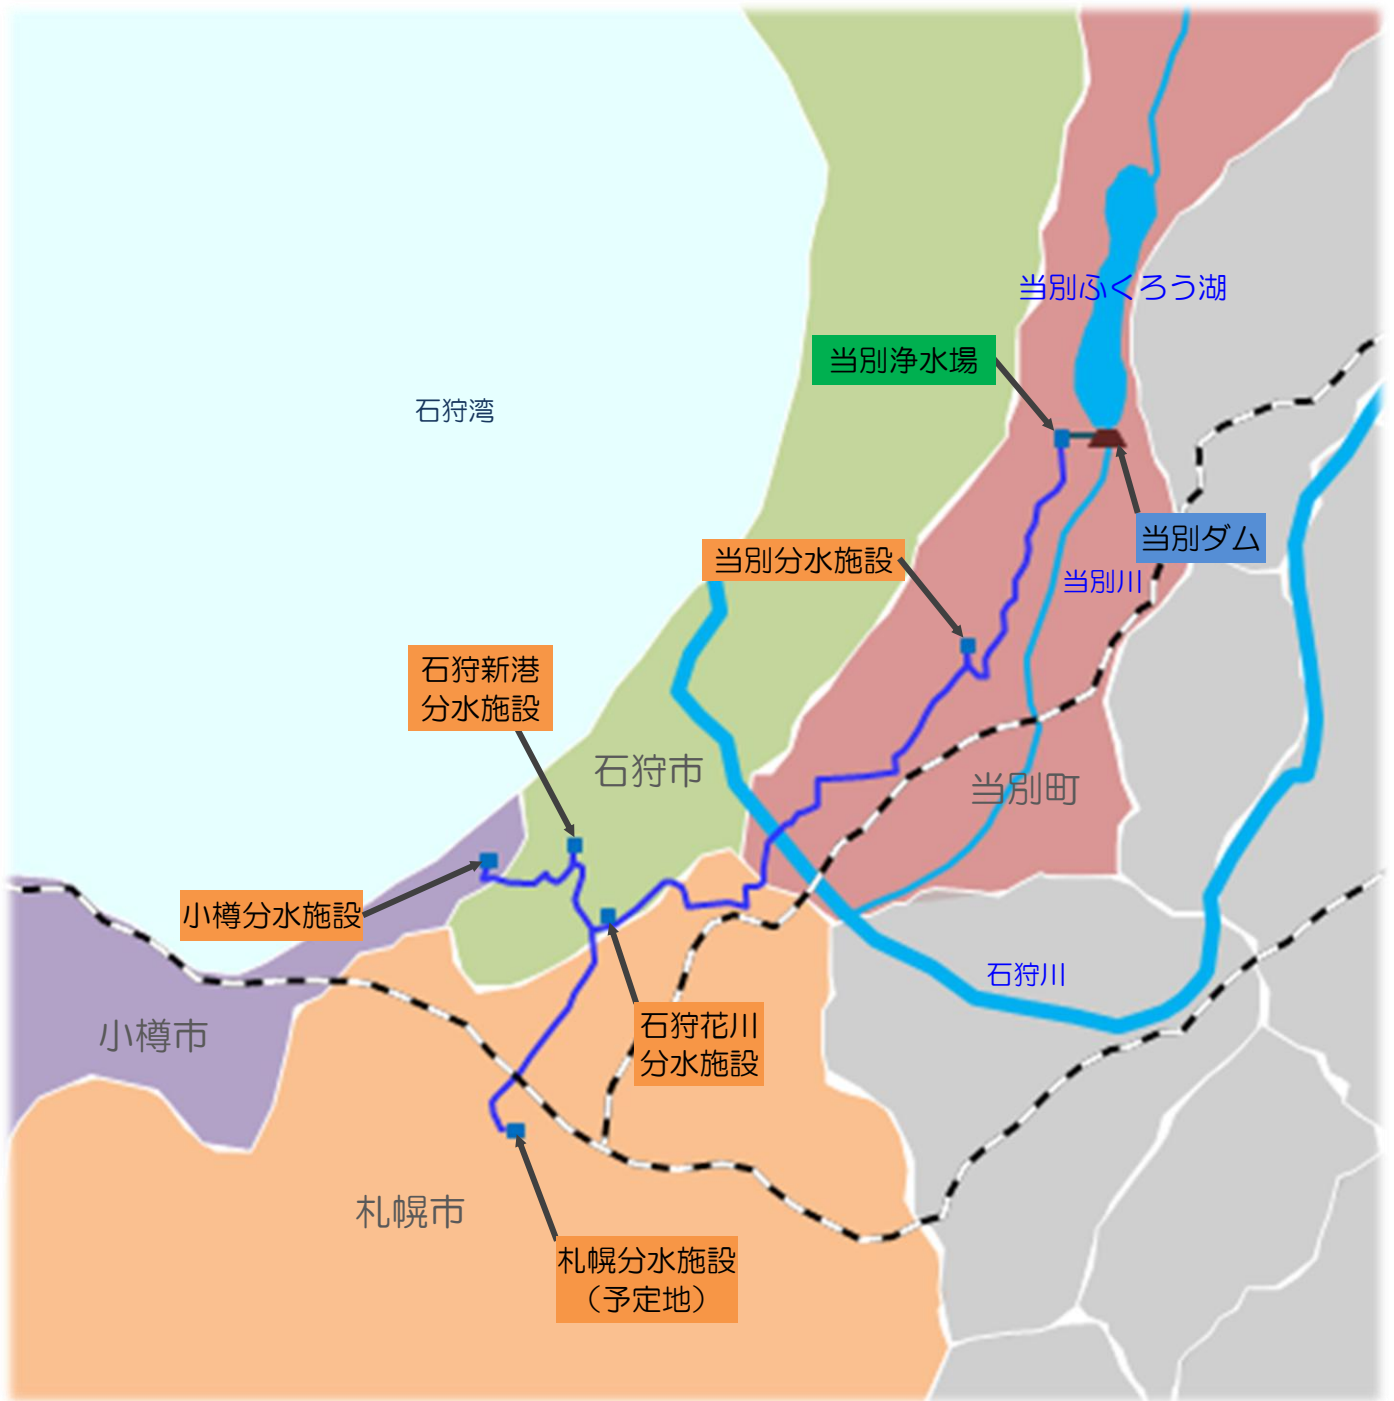 当別ふくろう湖
当別浄水場
石狩湾
当別ダム
当別分水施設
当別川
石狩新港
分水施設
石狩市
当別町
小樽分水施設
石狩川
小樽市
石狩花川
分水施設
札幌市
札幌分水施設
（予定地）